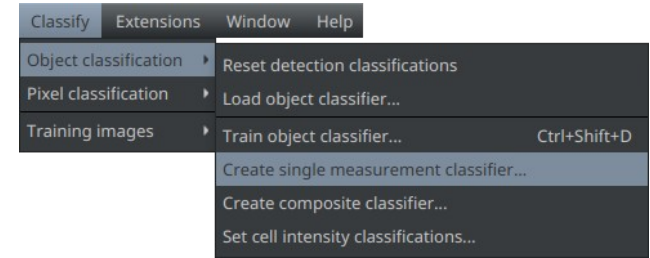 Classify Extensions Window Help
Object classification
Pixel classification
Training images
Reset detection classifications
Load object classifier...
Train object classifier... Ctrl+Shift+D
Create single measurement classifier...
Create composite classifier...
Set cell intensity classifications...